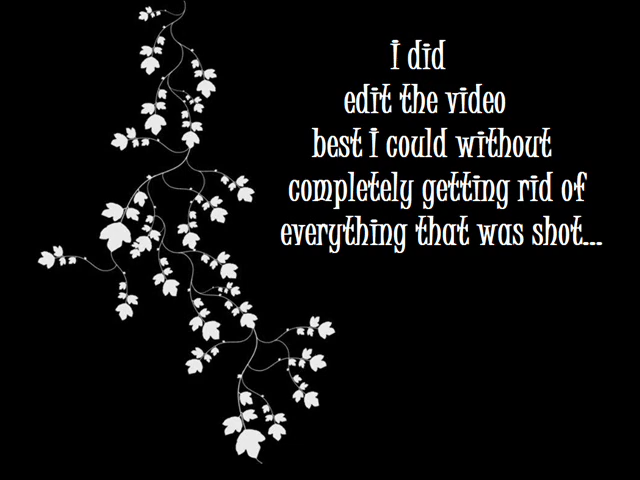 I did
edit the video
best I could without
completely getting rid of
everything that was shot...